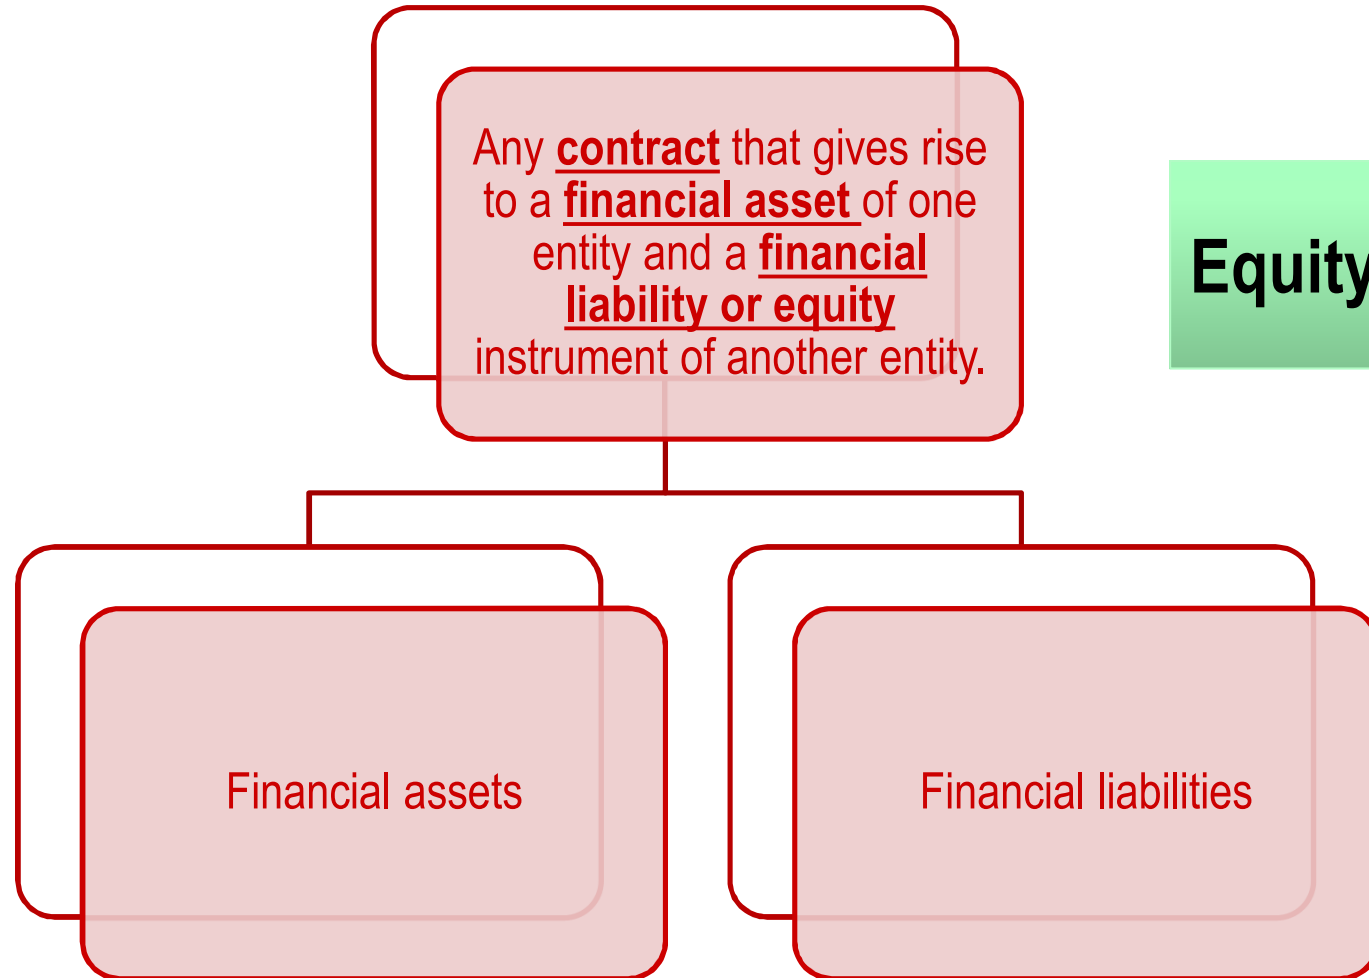 Any contract that gives rise
to a financial asset of one
entity and a financial
liability or equity
instrument of another entity.
Equity
Financial assets
Financial liabilities